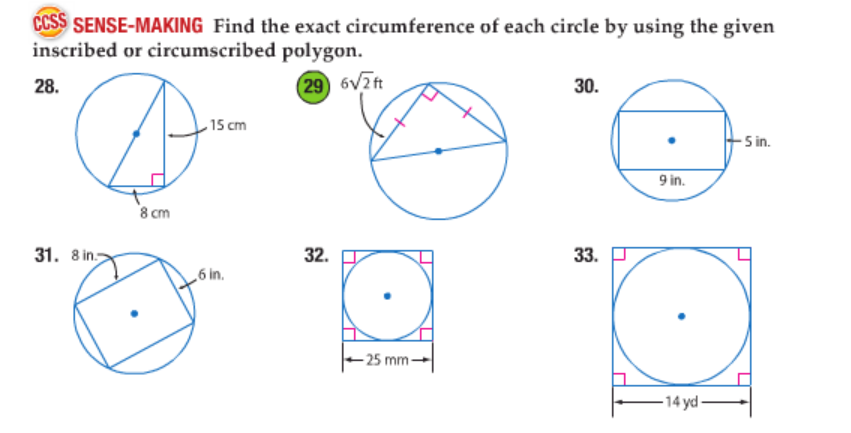 CCSS SENSE-MAKING Find the exact circumference of each circle by using the given
inscribed or circumscribed polygon.
28.
15 cm
8 cm
29 6√2 ft
30.
5 in.
9 in.
31. 8 in.
6 in.
32.
25 mm
33.
14 yd